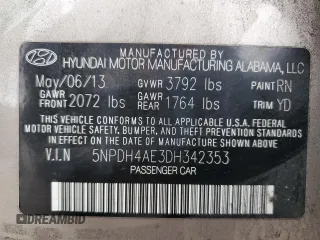 HYUNDAI MOTOR MANUFACTURING ALABAMA, LLC
May/06/13 GVWR 3792 lbs PAINT RN
GAWR FRONT 2072 lbs GAWR REAR 1764 lbs TRIM YD
THIS VEHICLE CONFORMS TO ALL APPLICABLE U.S. FEDERAL MOTOR VEHICLE
SAFETY, BUMPER, AND THEFT PREVENTION STANDARDS
IN EFFECT ON THE DATE OF MANUFACTURE SHOWN ABOVE.
V.I.N 5NPDH4AE3DH342353
PASSENGER CAR
DREAMBID